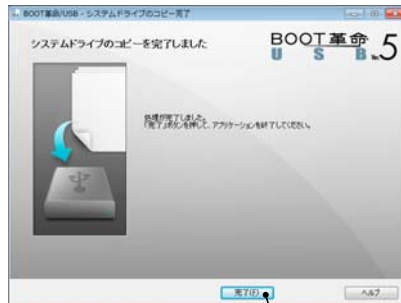 BOOT革命/USB - システムドライブのコピー完了
システムドライブのコピーを完了しました
BOOT革命
USB Ver.5
処理が完了しました。
「完了」ボタンを押して、アプリケーションを終了してください。
完了(F)
ヘルプ